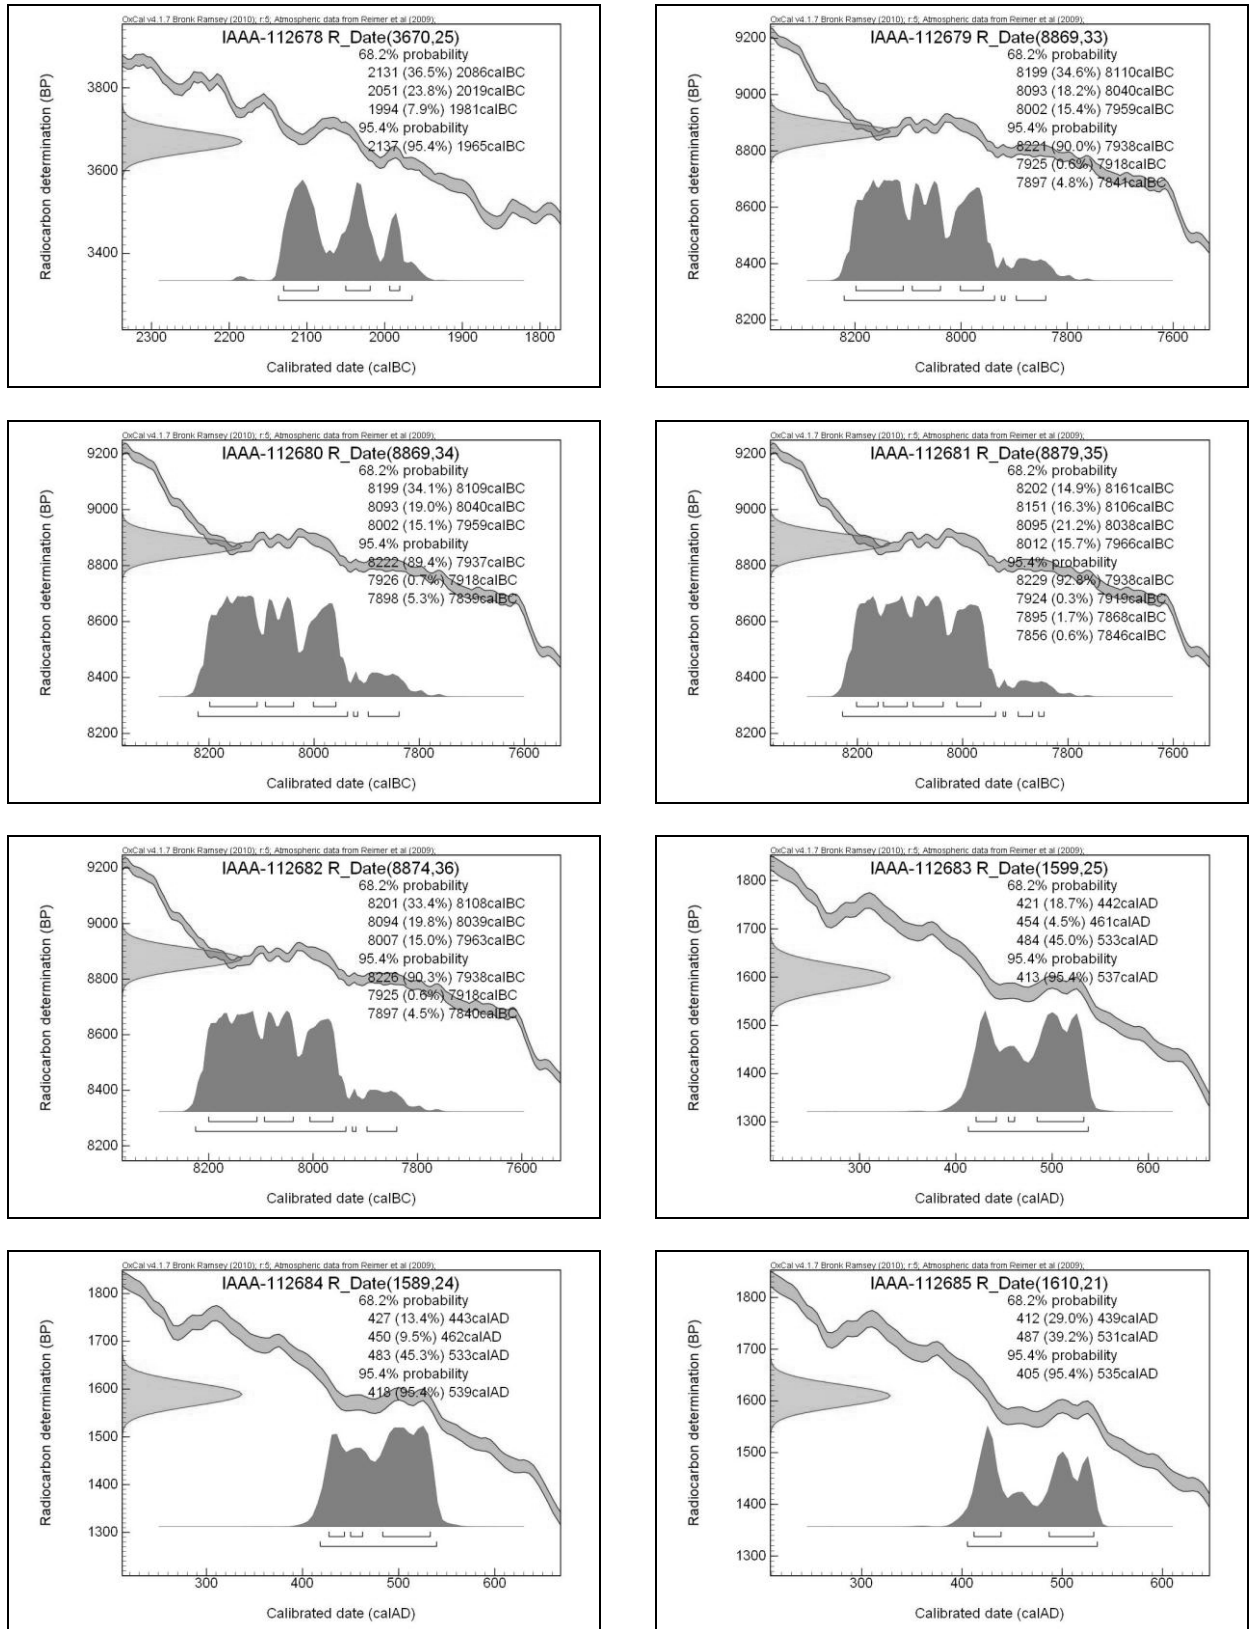 OxCal v4.1.7 Bronk Ramsey (2010); r:5; Atmospheric data from Reimer et al (2009);
IAAA-112678 R_Date(3670,25)
68.2% probability
2131 (36.5%) 2086calBC
2051 (23.8%) 2019calBC
1994 (7.9%) 1981calBC
95.4% probability
2137 (95.4%) 1965calBC
Radiocarbon determination (BP)
3800
3600
3400
2300 2200 2100 2000 1900 1800
Calibrated date (calBC)
OxCal v4.1.7 Bronk Ramsey (2010); r:5; Atmospheric data from Reimer et al (2009);
IAAA-112679 R_Date(8869,33)
68.2% probability
8199 (34.6%) 8110calBC
8093 (18.2%) 8040calBC
8002 (15.4%) 7959calBC
95.4% probability
8221 (90.0%) 7938calBC
7925 (0.6%) 7918calBC
7897 (4.8%) 7841calBC
Radiocarbon determination (BP)
9200
9000
8800
8600
8400
8200
8200 8000 7800 7600
Calibrated date (calBC)
OxCal v4.1.7 Bronk Ramsey (2010); r:5; Atmospheric data from Reimer et al (2009);
IAAA-112680 R_Date(8869,34)
68.2% probability
8199 (34.1%) 8109calBC
8093 (19.0%) 8040calBC
8002 (15.1%) 7959calBC
95.4% probability
8222 (89.4%) 7937calBC
7926 (0.7%) 7918calBC
7898 (5.3%) 7839calBC
Radiocarbon determination (BP)
9200
9000
8800
8600
8400
8200
8200 8000 7800 7600
Calibrated date (calBC)
OxCal v4.1.7 Bronk Ramsey (2010); r:5; Atmospheric data from Reimer et al (2009);
IAAA-112681 R_Date(8879,35)
68.2% probability
8202 (14.9%) 8161calBC
8151 (16.3%) 8106calBC
8095 (21.2%) 8038calBC
8012 (15.7%) 7966calBC
95.4% probability
8229 (92.8%) 7938calBC
7924 (0.3%) 7919calBC
7895 (1.7%) 7868calBC
7856 (0.6%) 7846calBC
Radiocarbon determination (BP)
9200
9000
8800
8600
8400
8200
8200 8000 7800 7600
Calibrated date (calBC)
OxCal v4.1.7 Bronk Ramsey (2010); r:5; Atmospheric data from Reimer et al (2009);
IAAA-112682 R_Date(8874,36)
68.2% probability
8201 (33.4%) 8108calBC
8094 (19.8%) 8039calBC
8007 (15.0%) 7963calBC
95.4% probability
8226 (90.3%) 7938calBC
7925 (0.6%) 7918calBC
7897 (4.5%) 7840calBC
Radiocarbon determination (BP)
9200
9000
8800
8600
8400
8200
8200 8000 7800 7600
Calibrated date (calBC)
OxCal v4.1.7 Bronk Ramsey (2010); r:5; Atmospheric data from Reimer et al (2009);
IAAA-112683 R_Date(1599,25)
68.2% probability
421 (18.7%) 442calAD
454 (4.5%) 461calAD
484 (45.0%) 533calAD
95.4% probability
413 (95.4%) 537calAD
Radiocarbon determination (BP)
1800
1700
1600
1500
1400
1300
300 400 500 600
Calibrated date (calAD)
OxCal v4.1.7 Bronk Ramsey (2010); r:5; Atmospheric data from Reimer et al (2009);
IAAA-112684 R_Date(1589,24)
68.2% probability
427 (13.4%) 443calAD
450 (9.5%) 462calAD
483 (45.3%) 533calAD
95.4% probability
418 (95.4%) 539calAD
Radiocarbon determination (BP)
1800
1700
1600
1500
1400
1300
300 400 500 600
Calibrated date (calAD)
OxCal v4.1.7 Bronk Ramsey (2010); r:5; Atmospheric data from Reimer et al (2009);
IAAA-112685 R_Date(1610,21)
68.2% probability
412 (29.0%) 439calAD
487 (39.2%) 531calAD
95.4% probability
405 (95.4%) 535calAD
Radiocarbon determination (BP)
1800
1700
1600
1500
1400
1300
300 400 500 600
Calibrated date (calAD)